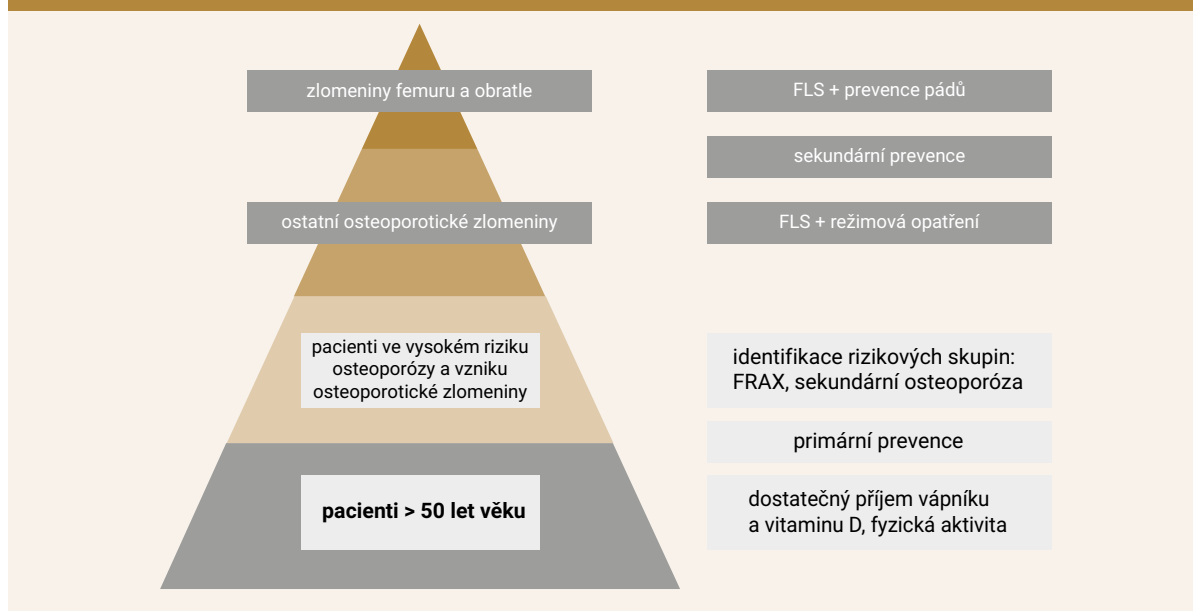 zlomeniny femuru a obratle
FLS + prevence pádů
sekundární prevence
ostatní osteoporotické zlomeniny
FLS + režimová opatření
pacienti ve vysokém riziku
osteoporózy a vzniku
osteoporotické zlomeniny
identifikace rizikových skupin:
FRAX, sekundární osteoporóza
primární prevence
pacienti > 50 let věku
dostatečný příjem vápníku
a vitaminu D, fyzická aktivita